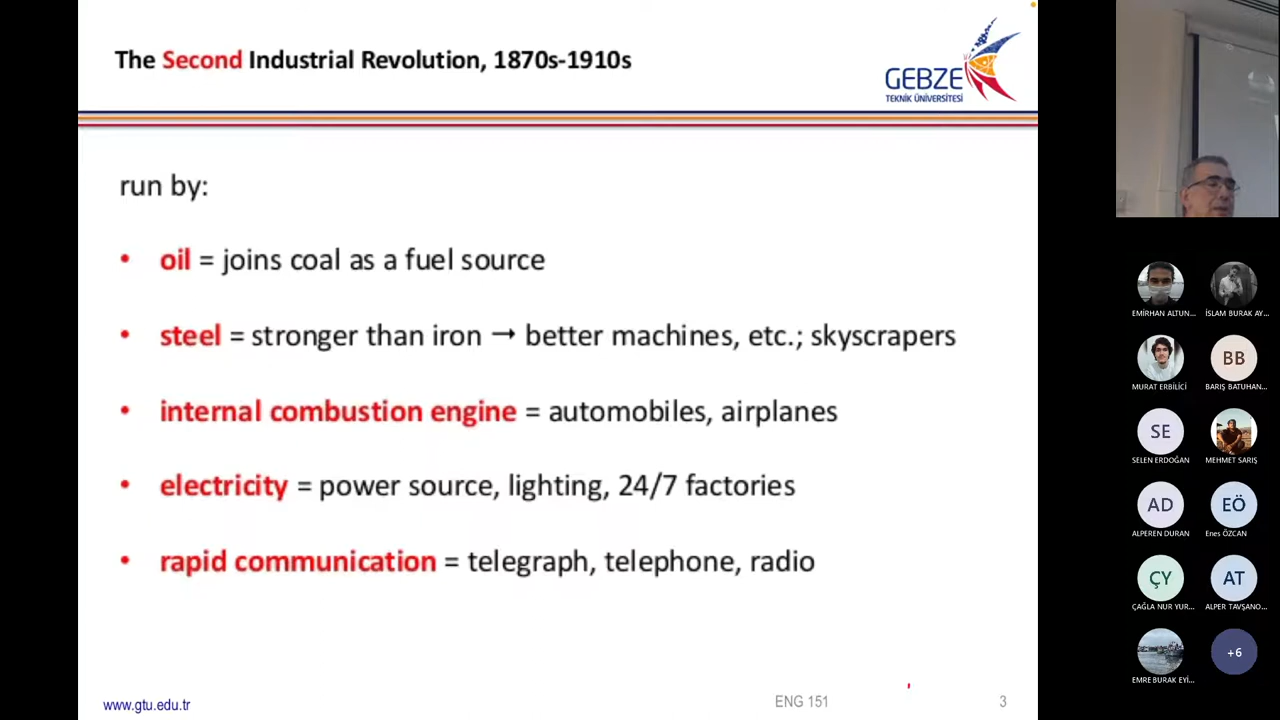 The Second Industrial Revolution, 1870s-1910s
GEBZE
TEKNİK ÜNİVERSİTESİ
run by:
• oil = joins coal as a fuel source
• steel = stronger than iron → better machines, etc.; skyscrapers
• internal combustion engine = automobiles, airplanes
• electricity = power source, lighting, 24/7 factories
• rapid communication = telegraph, telephone, radio
www.gtu.edu.tr
ENG 151
3
EMİRHAN ALTUN...
İSLAM BURAK AY...
MURAT ERBİLİCİ
BB
BARIŞ BATUHAN...
SE
SELEN ERDOĞAN
MEHMET SARIŞ
AD
ALPEREN DURAN
EÖ
Enes ÖZCAN
ÇY
ÇAĞLA NUR YUR...
AT
ALPER TAVŞANO...
EMRE BURAK EYİ...
+6